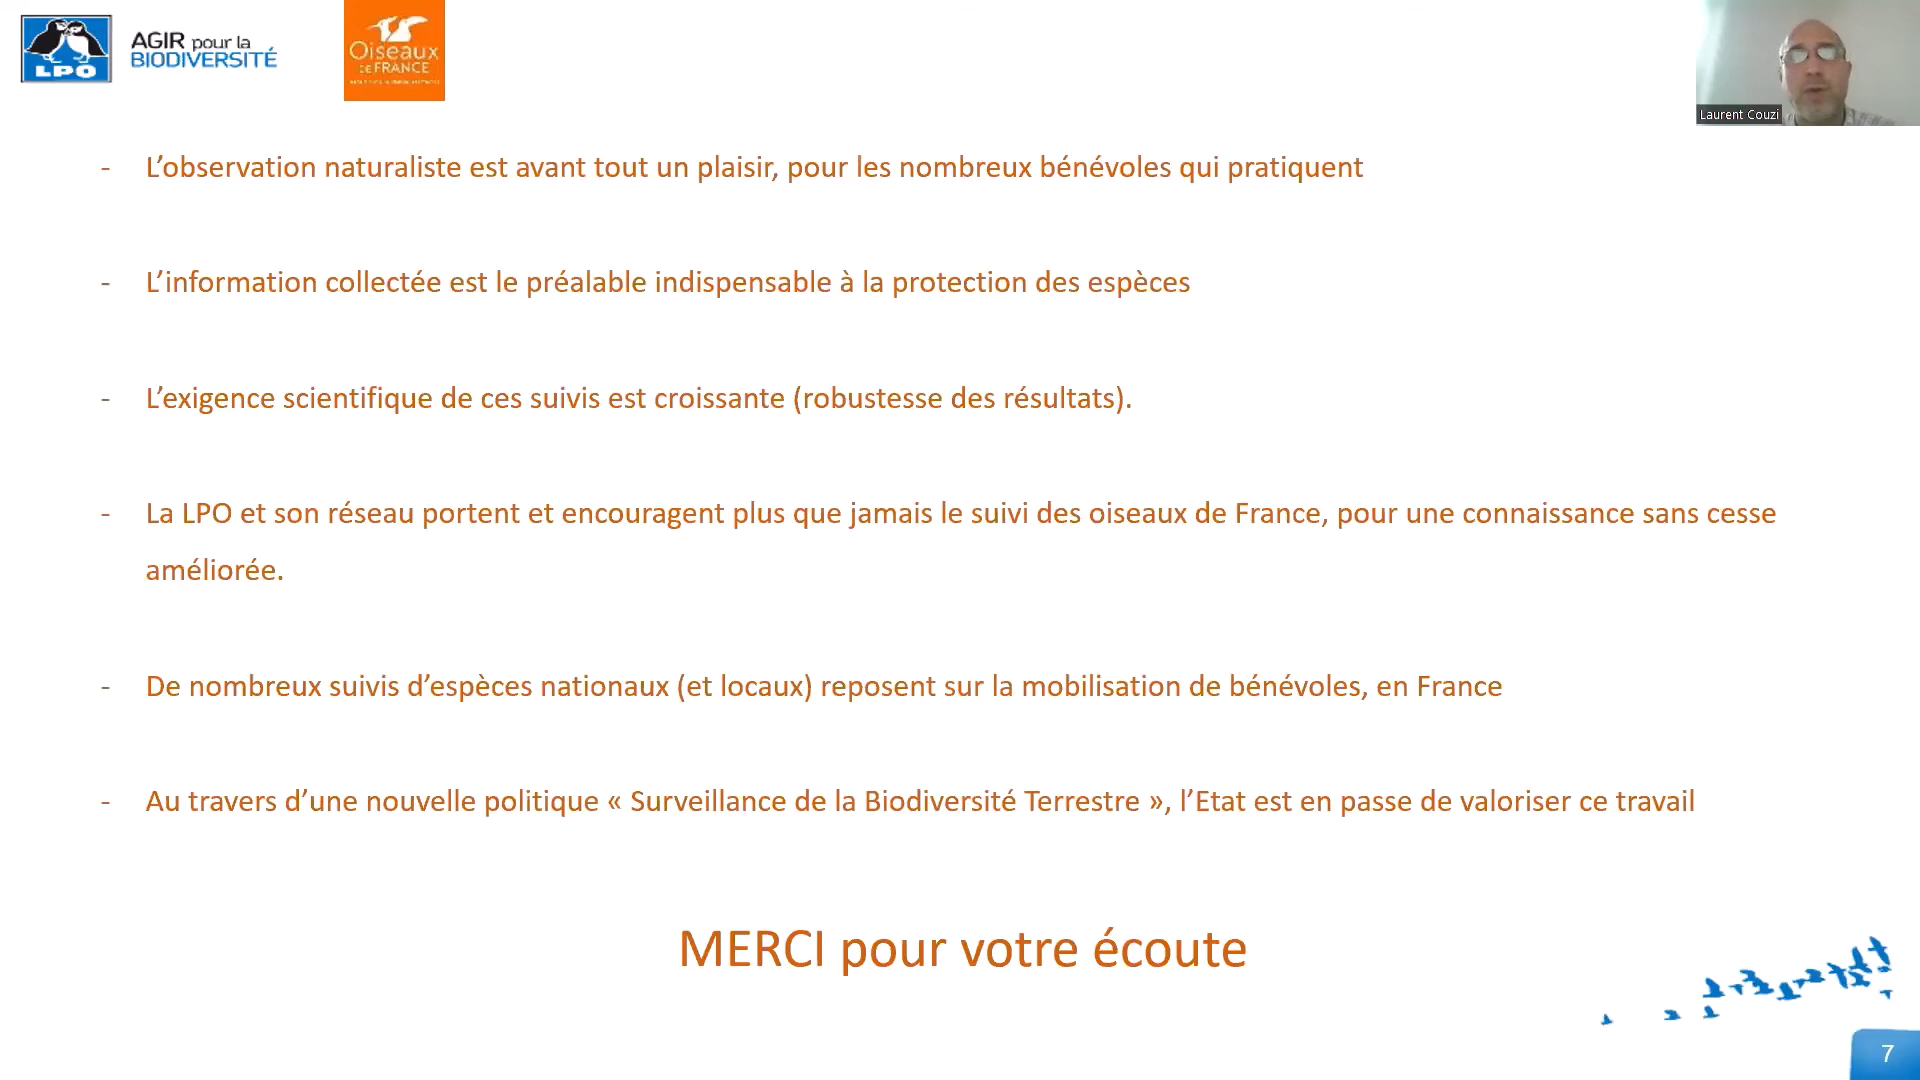 AGIR pour la
BIODIVERSITÉ
LPO
Oiseaux
DE FRANCE
Laurent Couzi
- L’observation naturaliste est avant tout un plaisir, pour les nombreux bénévoles qui pratiquent
- L’information collectée est le préalable indispensable à la protection des espèces
- L’exigence scientifique de ces suivis est croissante (robustesse des résultats).
- La LPO et son réseau portent et encouragent plus que jamais le suivi des oiseaux de France, pour une connaissance sans cesse
améliorée.
- De nombreux suivis d’espèces nationaux (et locaux) reposent sur la mobilisation de bénévoles, en France
- Au travers d’une nouvelle politique « Surveillance de la Biodiversité Terrestre », l’Etat est en passe de valoriser ce travail
MERCI pour votre écoute
7